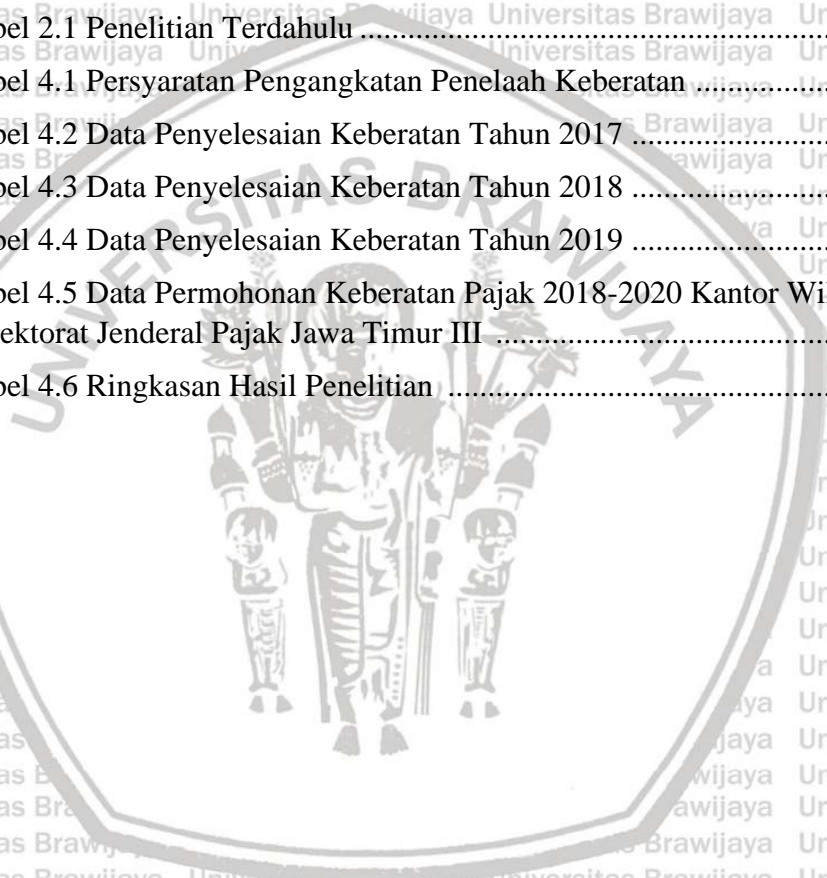 bel 2.1 Penelitian Terdahulu ................................................................
bel 4.1 Persyaratan Pengangkatan Penelaah Keberatan ....................
bel 4.2 Data Penyelesaian Keberatan Tahun 2017 .............................
bel 4.3 Data Penyelesaian Keberatan Tahun 2018 .............................
bel 4.4 Data Penyelesaian Keberatan Tahun 2019 .............................
bel 4.5 Data Permohonan Keberatan Pajak 2018-2020 Kantor Wil
ektorat Jenderal Pajak Jawa Timur III .............................................
bel 4.6 Ringkasan Hasil Penelitian ....................................................
UNIVERSITAS BRAWIJAYA